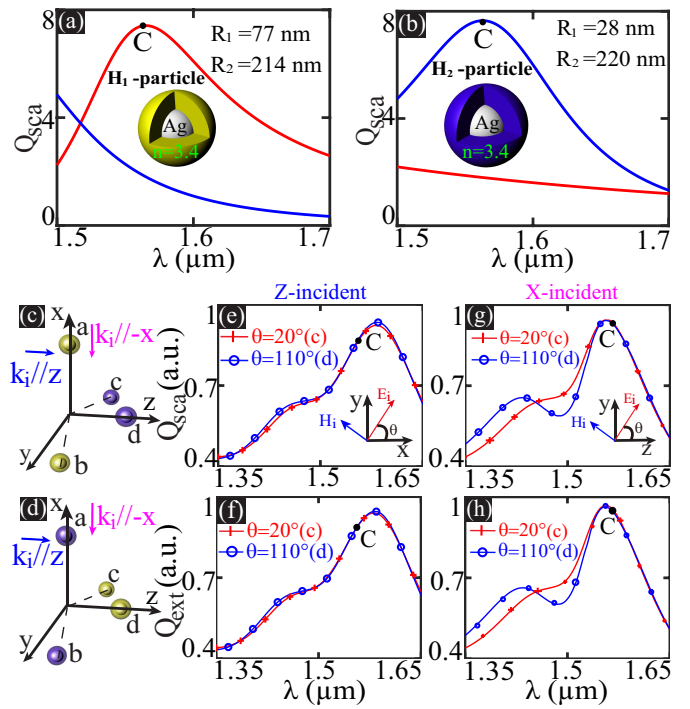 (a)
8
4
0
Q_sca
C
R₁ =77 nm
R₂ =214 nm
H₁ -particle
Ag
n=3.4
1.5
1.6
1.7
λ (μm)
(b)
8
4
0
C
R₁ =28 nm
R₂ =220 nm
H₂ -particle
Ag
n=3.4
1.5
1.6
1.7
λ (μm)
Z-incident
X-incident
(c)
x
a
k_i//-x
k_i//z
c
z
d
y
b
(e)
Q_sca (a.u.)
0.7
0.4
θ=20°(c)
θ=110°(d)
C
y
E_i
H_i
θ
x
1.35
1.5
1.65
(g)
1
0.7
0.4
θ=20°(c)
θ=110°(d)
C
y
E_i
H_i
θ
z
1.35
1.5
1.65
(d)
x
a
k_i//-x
k_i//z
c
z
d
y
b
(f)
Q_ext (a.u.)
1
0.7
0.4
θ=20°(c)
θ=110°(d)
C
1.35
1.5
1.65
λ (μm)
(h)
1
0.7
0.4
θ=20°(c)
θ=110°(d)
C
1.35
1.5
1.65
λ (μm)